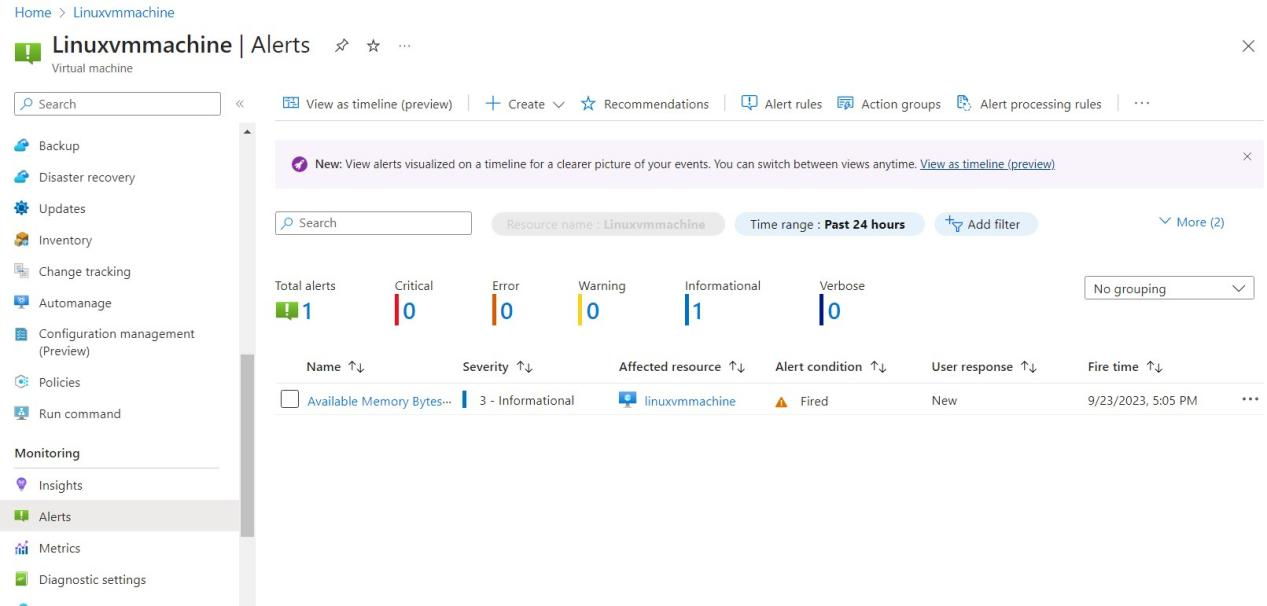 Home > Linuxvmmachine
Linuxvmmachine | Alerts ...
Virtual machine
Search «
Backup
Disaster recovery
Updates
Inventory
Change tracking
Automanage
Configuration management
(Preview)
Policies
Run command
Monitoring
Insights
Alerts
Metrics
Diagnostic settings
View as timeline (preview) Create Recommendations Alert rules Action groups Alert processing rules ...
New: View alerts visualized on a timeline for a clearer picture of your events. You can switch between views anytime. View as timeline (preview)
Search Resource name : Linuxvmmachine Time range : Past 24 hours Add filter More (2)
Total alerts Critical Error Warning Informational Verbose
1 0 0 0 1 0
No grouping
Name ↑↓ Severity ↑↓ Affected resource ↑↓ Alert condition ↑↓ User response ↑↓ Fire time ↑↓
Available Memory Bytes... 3 - Informational linuxvmmachine Fired New 9/23/2023, 5:05 PM ...